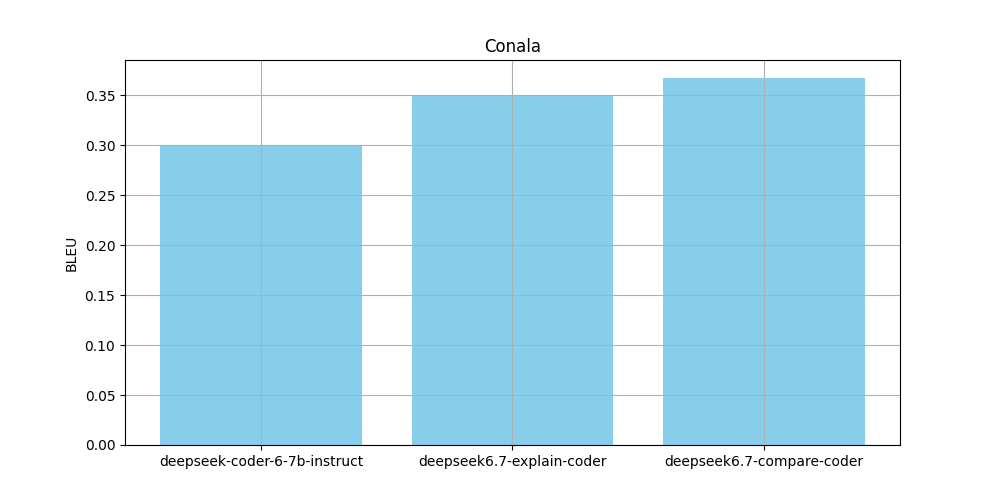 Conala
BLEU
0.35
0.30
0.25
0.20
0.15
0.10
0.05
0.00
deepseek-coder-6-7b-instruct
deepseek6.7-explain-coder
deepseek6.7-compare-coder